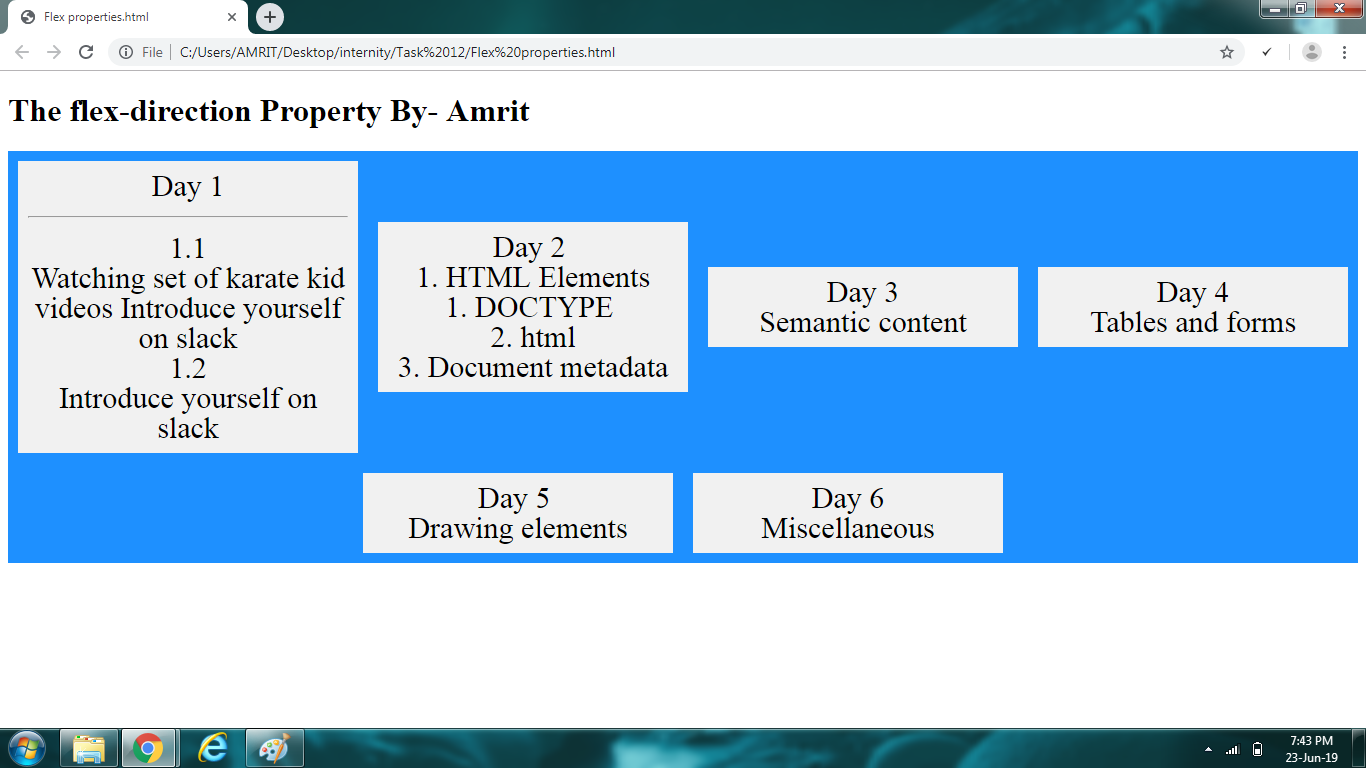 Flex properties.html
File
C:/Users/AMRIT/Desktop/internity/Task%2012/Flex%20properties.html
The flex-direction Property By- Amrit
Day 1
1.1
Watching set of karate kid
videos Introduce yourself
on slack
1.2
Introduce yourself on
slack
Day 2
1. HTML Elements
1. DOCTYPE
2. html
3. Document metadata
Day 3
Semantic content
Day 4
Tables and forms
Day 5
Drawing elements
Day 6
Miscellaneous
7:43 PM
23-Jun-19